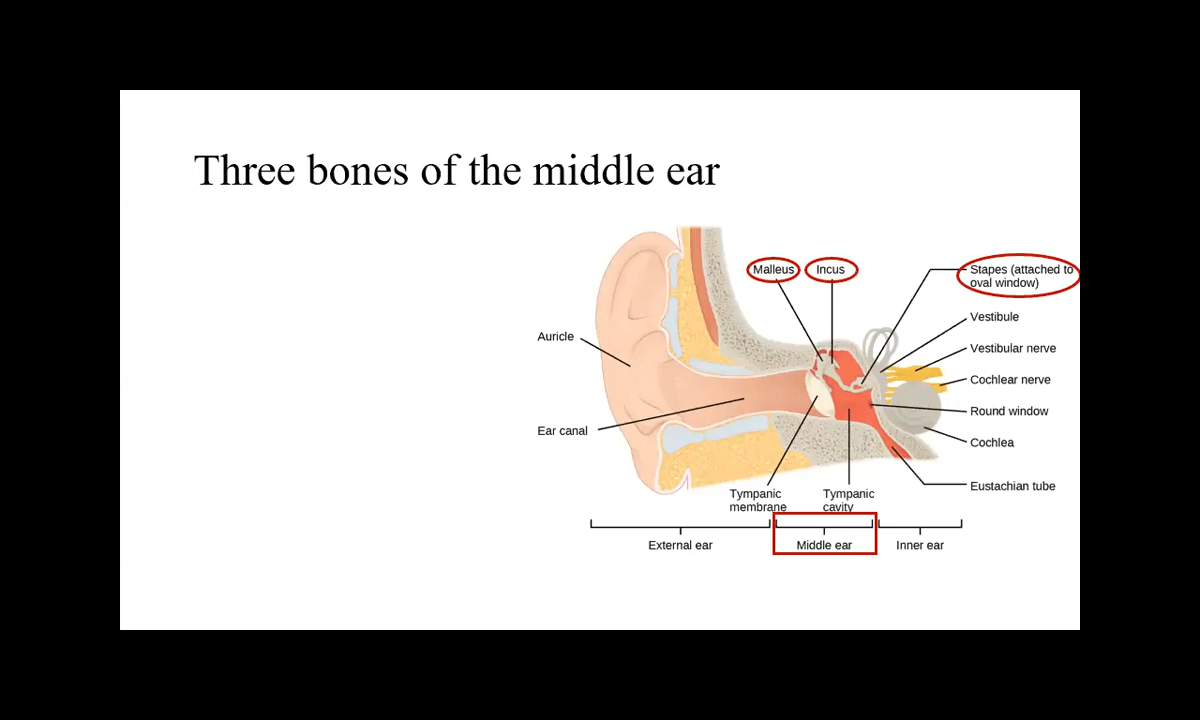 Three bones of the middle ear
Malleus
Incus
Stapes (attached to
oval window)
Vestibule
Auricle
Vestibular nerve
Cochlear nerve
Round window
Ear canal
Cochlea
Eustachian tube
Tympanic
membrane
Tympanic
cavity
External ear
Middle ear
Inner ear